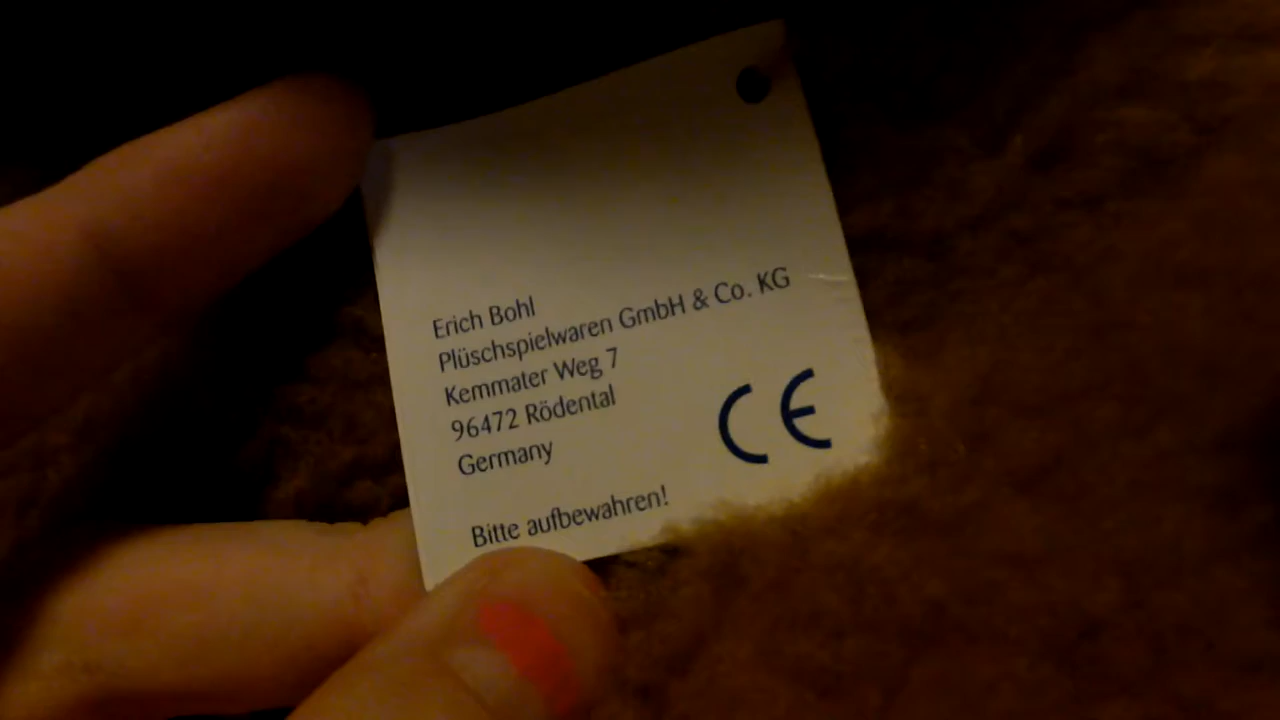 Erich Bohl
Plüschspielwaren GmbH & Co. KG
Kemmater Weg 7
96472 Rödental
Germany
CE
Bitte aufbewahren!